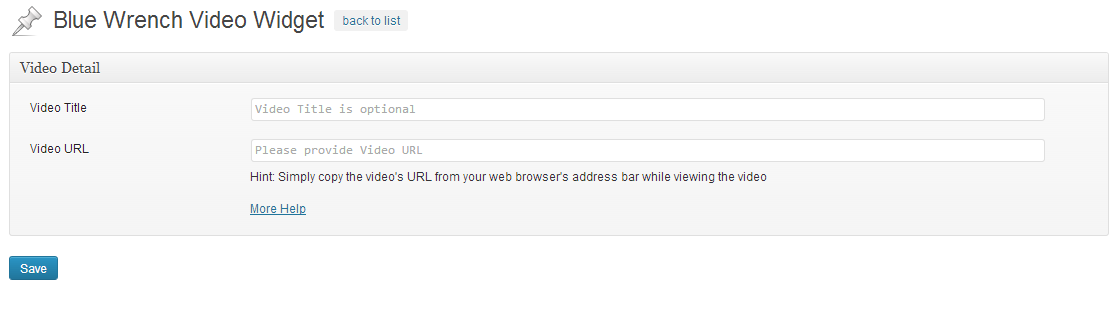 Blue Wrench Video Widget back to list
Video Detail
Video Title Video Title is optional
Video URL Please provide Video URL
Hint: Simply copy the video's URL from your web browser's address bar while viewing the video
More Help
Save